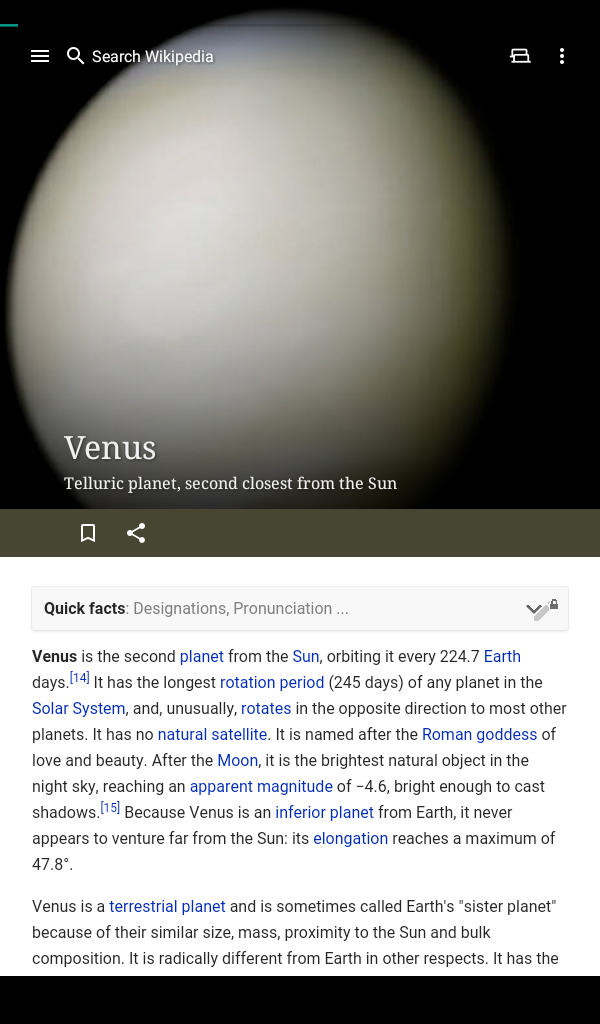 Search Wikipedia
Venus
Telluric planet, second closest from the Sun
Quick facts: Designations, Pronunciation ...
Venus is the second planet from the Sun, orbiting it every 224.7 Earth
days.[14] It has the longest rotation period (245 days) of any planet in the
Solar System, and, unusually, rotates in the opposite direction to most other
planets. It has no natural satellite. It is named after the Roman goddess of
love and beauty. After the Moon, it is the brightest natural object in the
night sky, reaching an apparent magnitude of −4.6, bright enough to cast
shadows.[15] Because Venus is an inferior planet from Earth, it never
appears to venture far from the Sun: its elongation reaches a maximum of
47.8°.
Venus is a terrestrial planet and is sometimes called Earth's "sister planet"
because of their similar size, mass, proximity to the Sun and bulk
composition. It is radically different from Earth in other respects. It has the